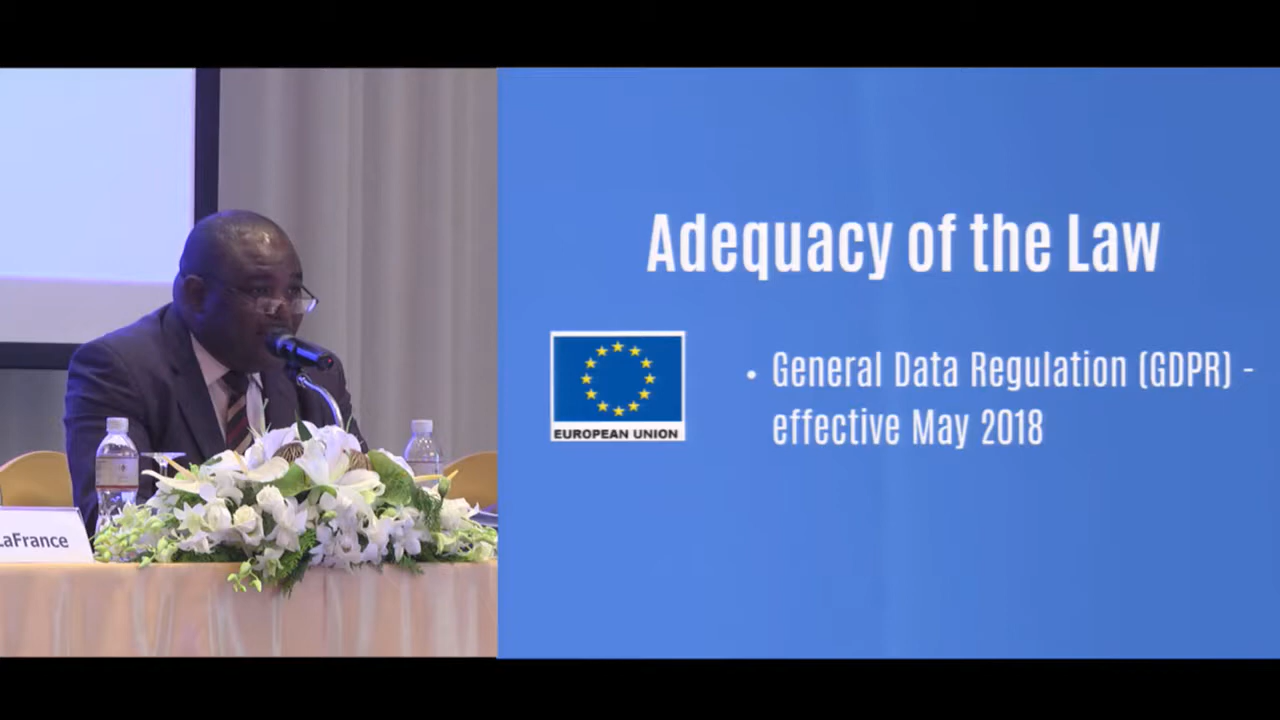 LaFrance
Adequacy of the Law
EUROPEAN UNION
• General Data Regulation (GDPR) -
effective May 2018